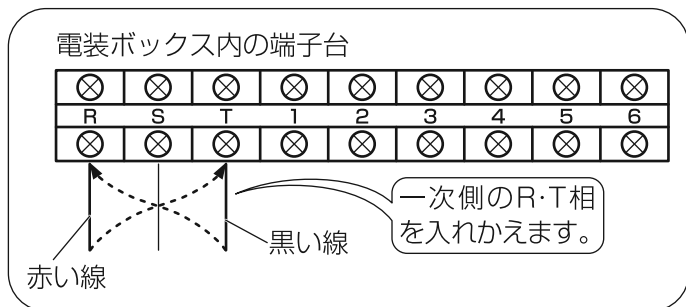 電装ボックス内の端子台
R S T 1 2 3 4 5 6
一次側のR·T相
を入れかえます。
黒い線
赤い線